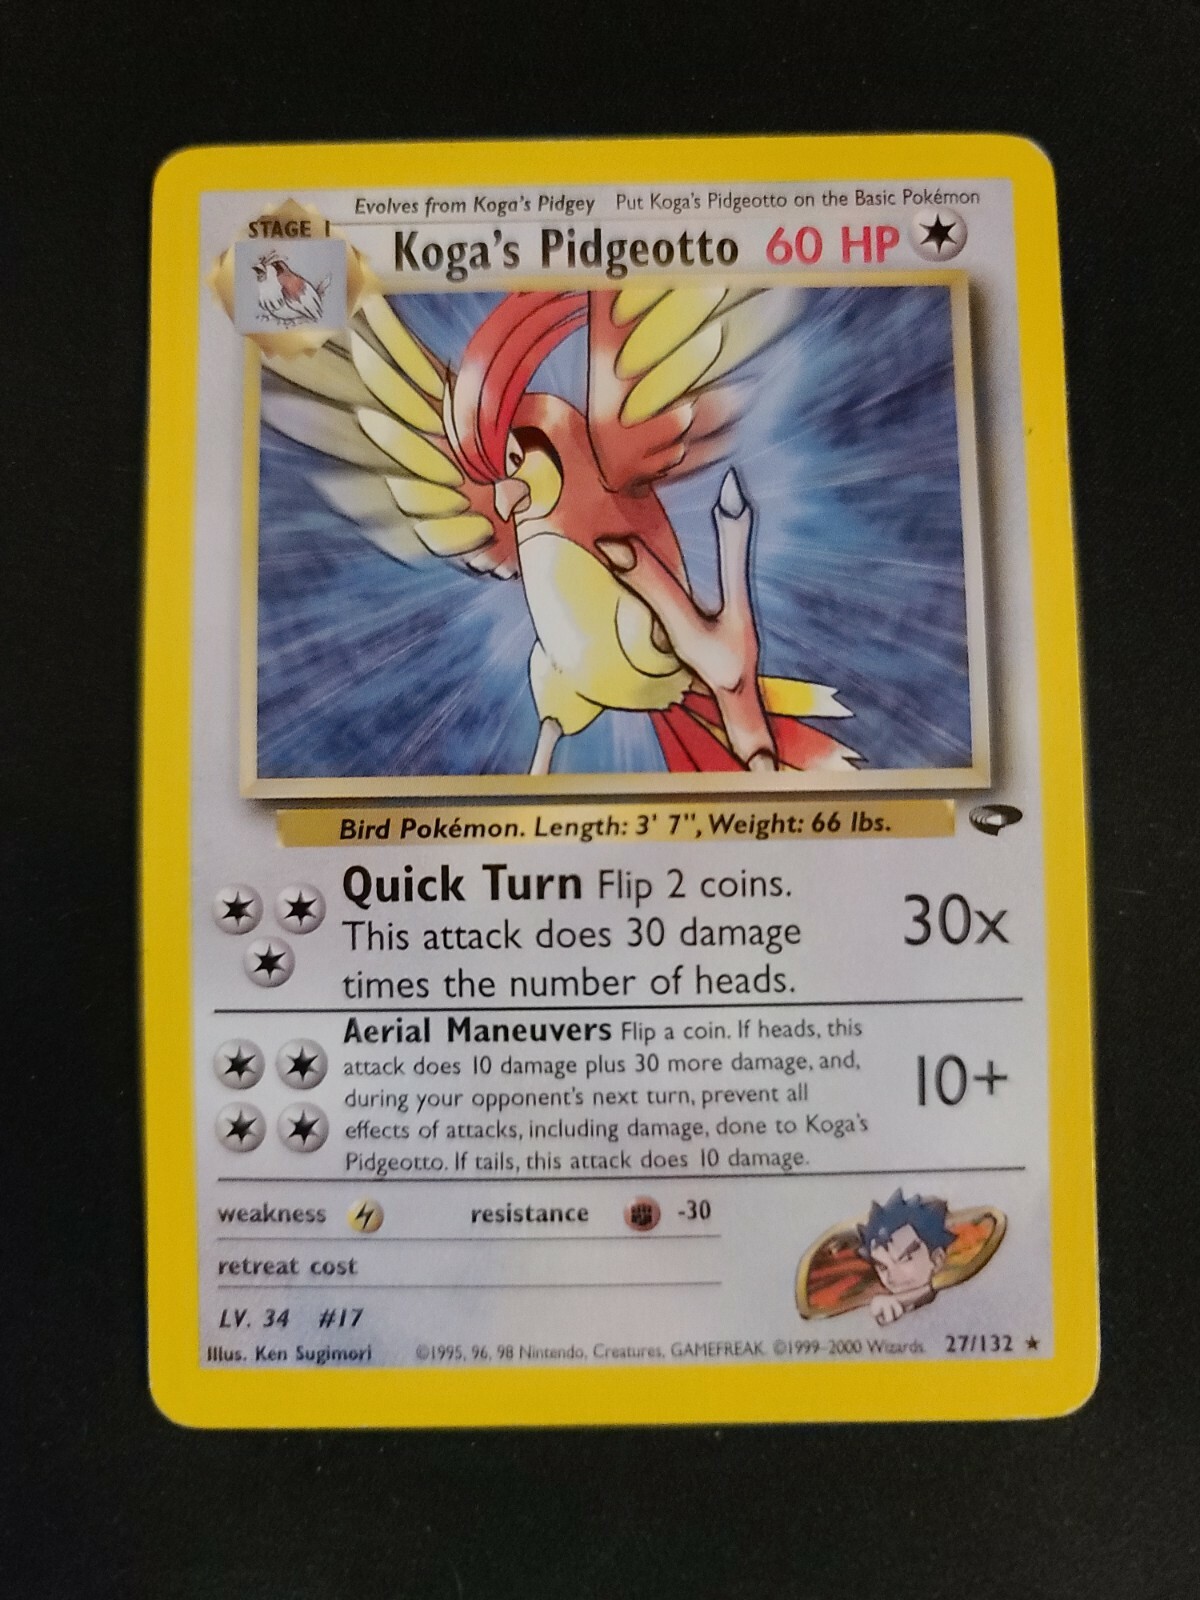 Evolves from Koga's Pidgey Put Koga's Pidgeotto on the Basic Pokémon
STAGE 1
Koga's Pidgeotto 60 HP
Bird Pokémon. Length: 3' 7", Weight: 66 lbs.
Quick Turn Flip 2 coins.
This attack does 30 damage
times the number of heads.
30x
Aerial Maneuvers Flip a coin. If heads, this
attack does 10 damage plus 30 more damage, and,
during your opponent's next turn, prevent all
effects of attacks, including damage, done to Koga's
Pidgeotto. If tails, this attack does 10 damage.
10+
weakness resistance -30
retreat cost
LV. 34 #17
Illus. Ken Sugimori ©1995, 96, 98 Nintendo, Creatures, GAMEFREAK. ©1999-2000 Wizards. 27/132 ★